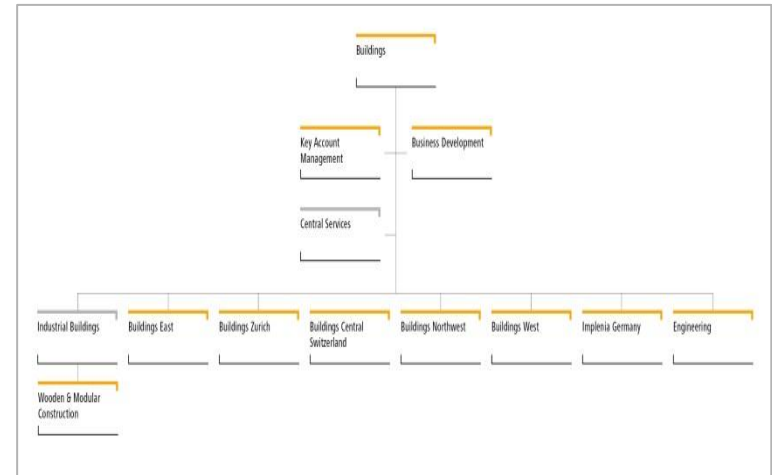 Buildings
Key Account
Management
Business Development
Central Services
Industrial Buildings
Buildings East
Buildings Zurich
Buildings Central
Switzerland
Buildings Northwest
Buildings West
Implenia Germany
Engineering
Wooden & Modular
Construction